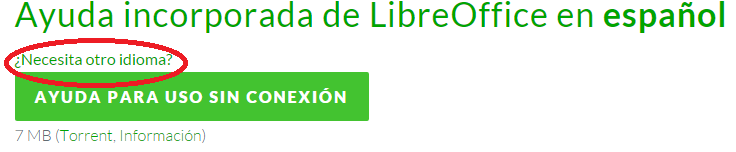 Ayuda incorporada de LibreOffice en español
¿Necesita otro idioma?
AYUDA PARA USO SIN CONEXIÓN
7 MB (Torrent, Información)